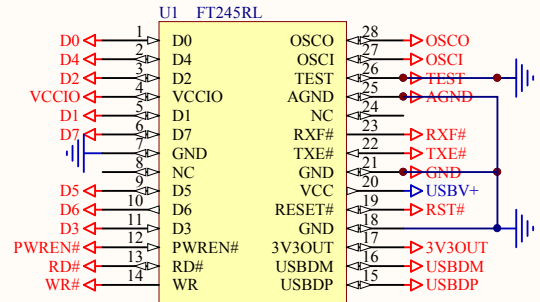 U1 FT245RL
D0 1 D0 OSCO 28 OSCO
D4 2 D4 OSCI 27 OSCI
D2 3 D2 TEST 26 TEST
VCCIO 4 VCCIO AGND 25 AGND
D1 5 D1 NC 24
D7 6 D7 RXF# 23 RXF#
7 GND TXE# 22 TXE#
8 NC GND 21 GND
D5 9 D5 VCC 20 USBV+
D6 10 D6 RESET# 19 RST#
D3 11 D3 GND 18
PWREN# 12 PWREN# 3V3OUT 17 3V3OUT
RD# 13 RD# USBDM 16 USBDM
WR# 14 WR USBDP 15 USBDP